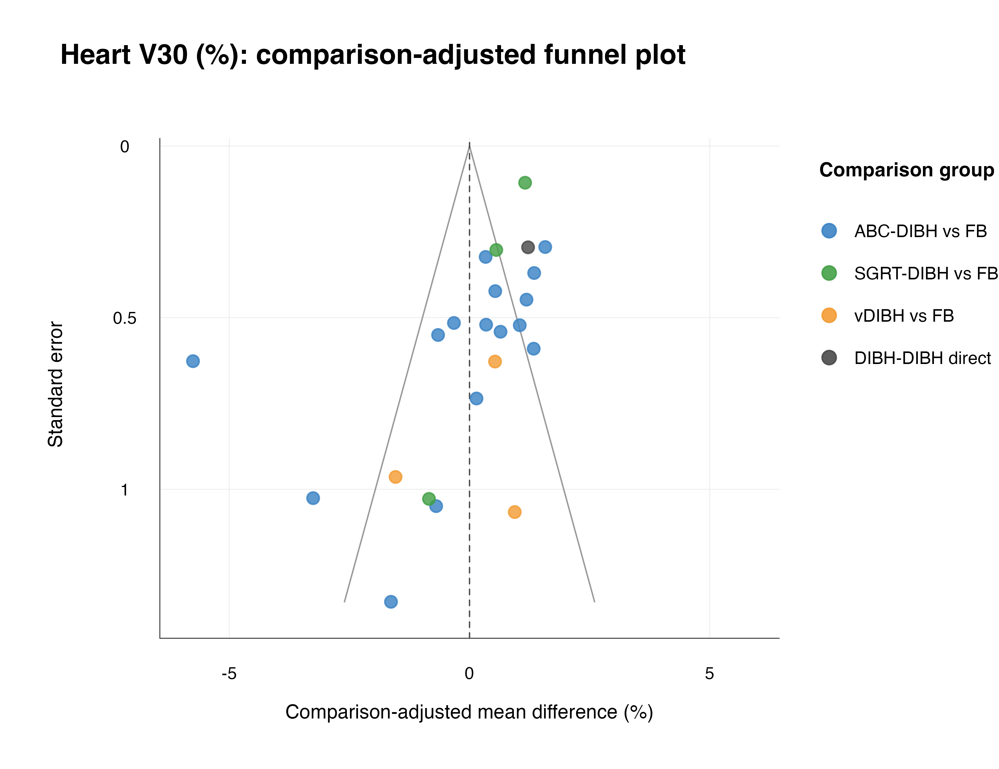 Heart V30 (%): comparison-adjusted funnel plot
0
0.5
1
Standard error
-5
0
5
Comparison-adjusted mean difference (%)
Comparison group
ABC-DIBH vs FB
SGRT-DIBH vs FB
vDIBH vs FB
DIBH-DIBH direct